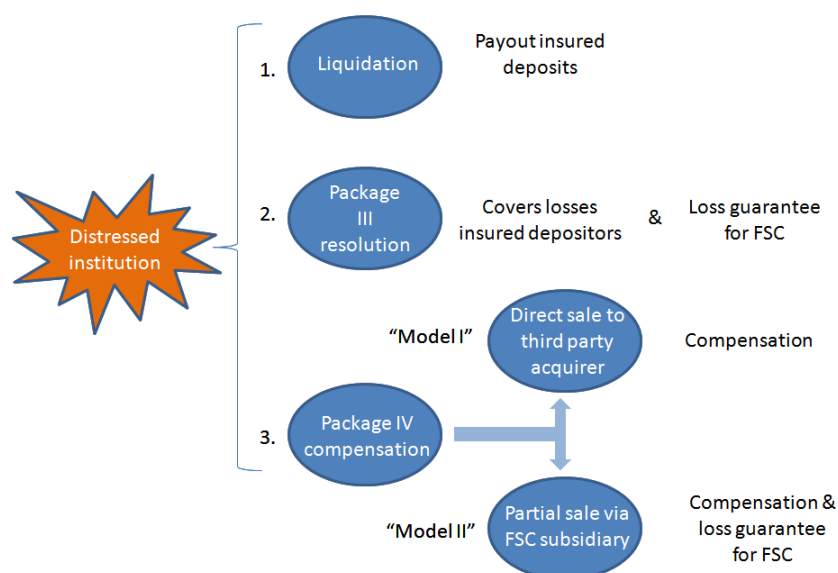 1.
Liquidation
Payout insured
deposits
Distressed
institution
2.
Package
III
resolution
Covers losses
insured depositors
&
Loss guarantee
for FSC
3.
Package IV
compensation
“Model I”
Direct sale to
third party
acquirer
Compensation
“Model II”
Partial sale via
FSC subsidiary
Compensation &
loss guarantee
for FSC